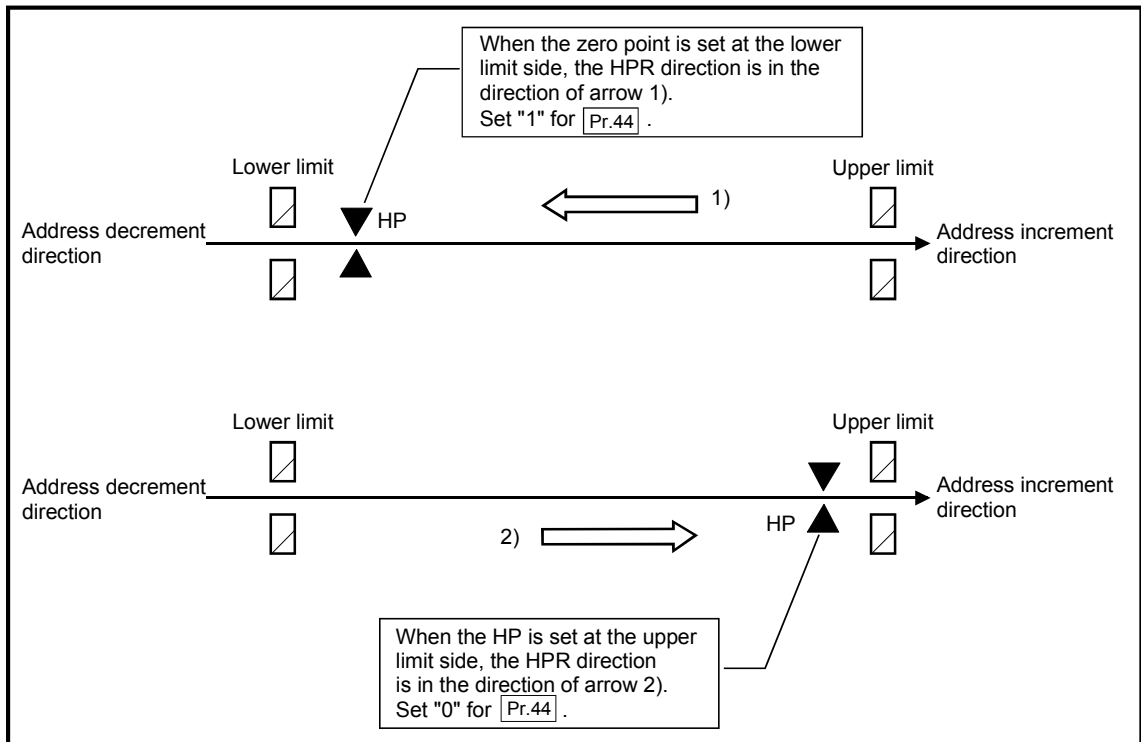 When the zero point is set at the lower
limit side, the HPR direction is in the
direction of arrow 1).
Set "1" for Pr.44 .
Lower limit
Upper limit
1)
HP
Address decrement
direction
Address increment
direction
Lower limit
Upper limit
Address decrement
direction
Address increment
direction
2)
HP
When the HP is set at the upper
limit side, the HPR direction
is in the direction of arrow 2).
Set "0" for Pr.44 .